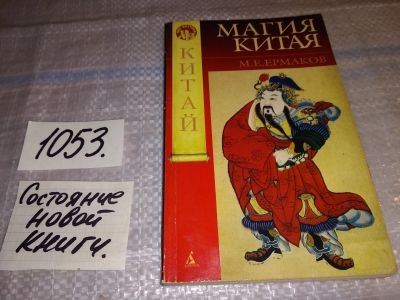 МАГИЯ
КИТАЯ
М.Е.ЕРМАКОВ
КИТАЙ
1053.
Состояние
новой
книги.